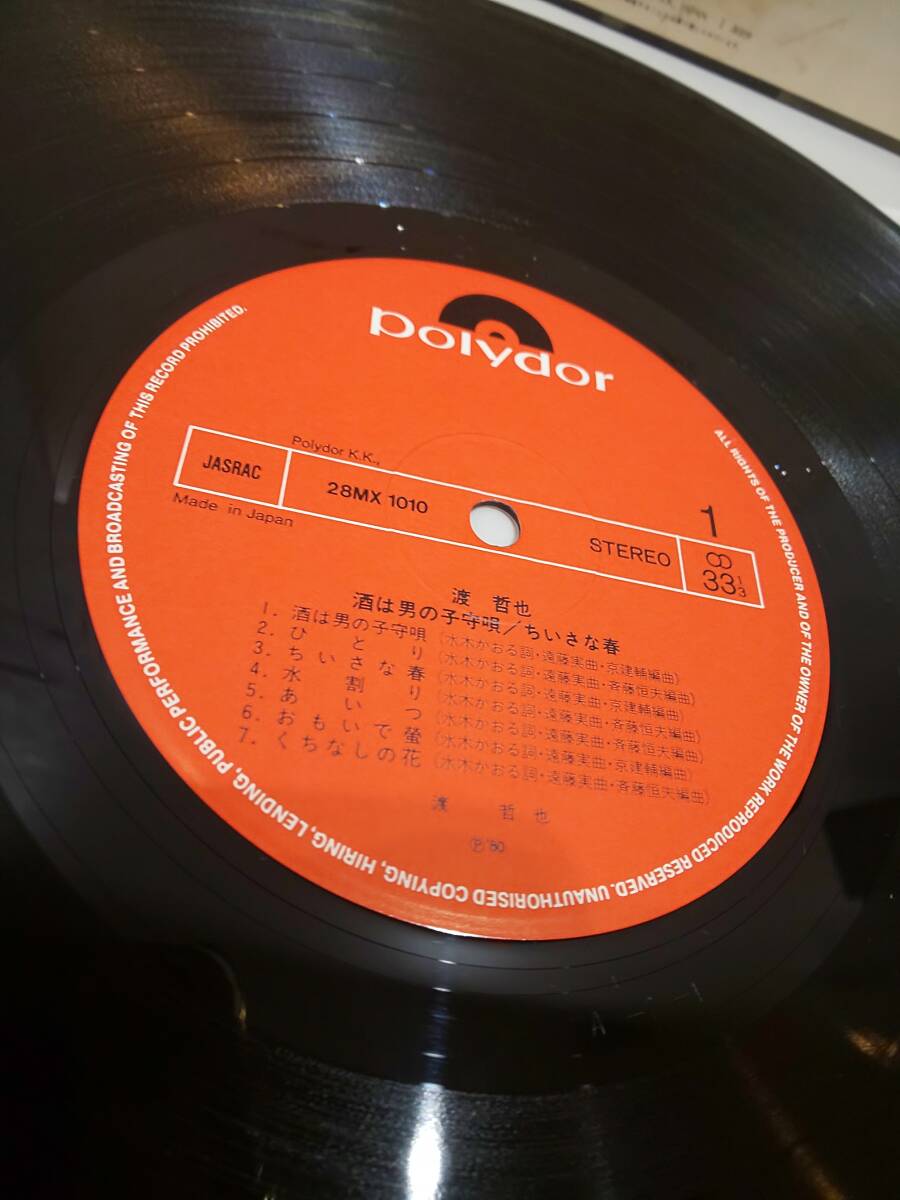 polydor
Polydor K.K.,
JASRAC
28MX 1010
Made in Japan
STEREO
1
33 1/3
渡 哲也
酒は男の子守唄/ちいさな春
1. 酒は男の子守唄 (水木かおる詞・遠藤実曲・京建輔編曲)
2. ひとり (水木かおる詞・遠藤実曲・斉藤恒夫編曲)
3. ちいさな春 (水木かおる詞・遠藤実曲・京建輔編曲)
4. 水割り (水木かおる詞・遠藤実曲・斉藤恒夫編曲)
5. あいつ (水木かおる詞・遠藤実曲・斉藤恒夫編曲)
6. おもいで螢 (水木かおる詞・遠藤実曲・京建輔編曲)
7. くちなしの花 (水木かおる詞・遠藤実曲・斉藤恒夫編曲)
渡 哲也
Ⓟ '80
ALL RIGHTS OF THE PRODUCER AND OF THE OWNER OF THE WORK REPRODUCED RESERVED. UNAUTHORISED COPYING, HIRING, LENDING, PUBLIC PERFORMANCE AND BROADCASTING OF THIS RECORD PROHIBITED.